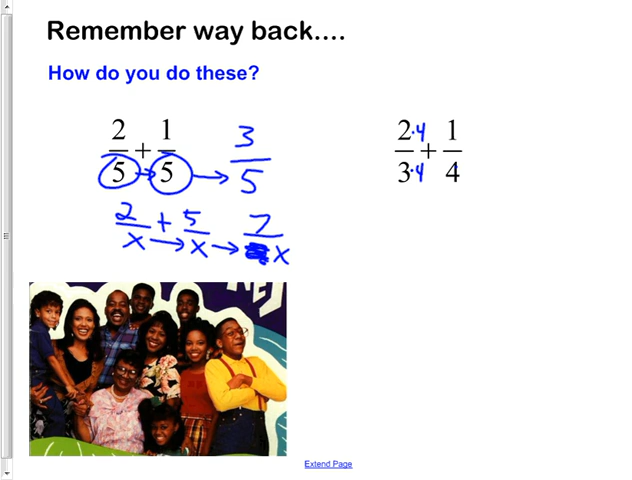 Remember way back....
How do you do these?
2/5 + 1/5 → 3/5
2/x + 5/x → 7/x
2·4/3·4 + 1/4
Extend Page